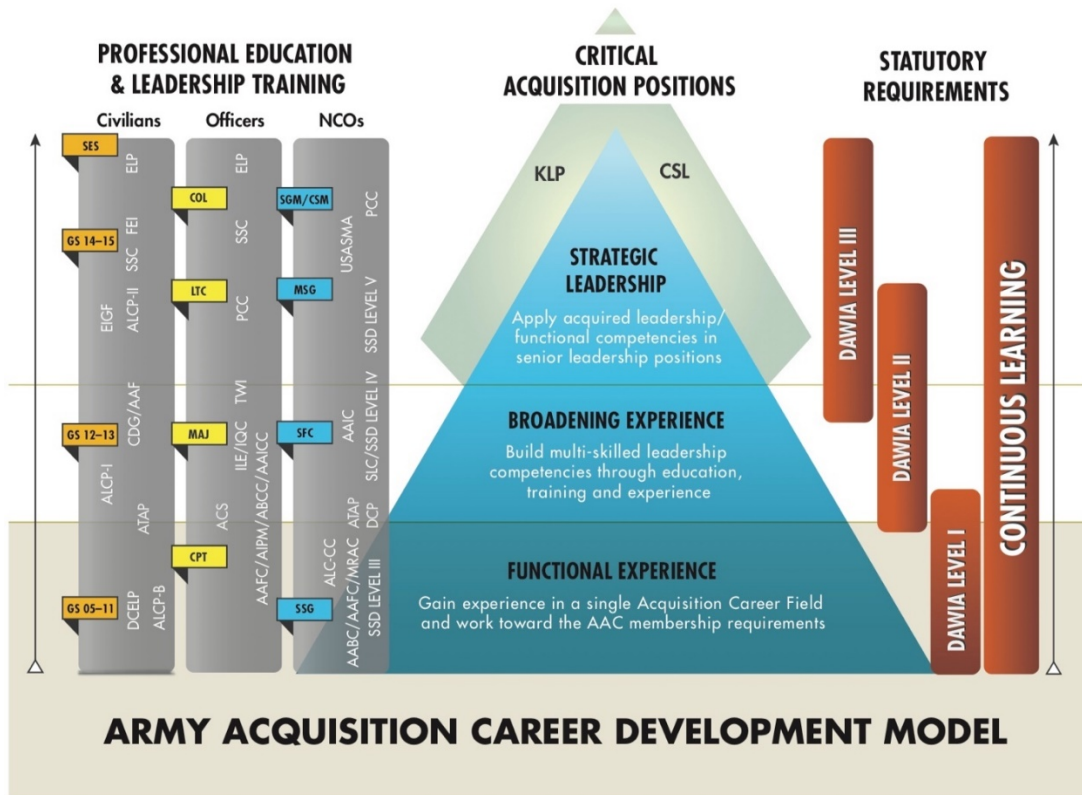 PROFESSIONAL EDUCATION
& LEADERSHIP TRAINING
Civilians
Officers
NCOs
SES
GS 14–15
GS 12–13
GS 05–11
ELP
FEI
SSC
ALCP-II
EIGF
CDG/AAF
ALCP-I
ATAP
DCELP
ALCP-B
COL
LTC
MAJ
CPT
ELP
SSC
PCC
TWI
ILE/IQC
ACS
AAFC/AIPM/ABCC/AAICC
SGM/CSM
MSG
SFC
SSG
PCC
USASMA
SSD LEVEL V
AAIC
SLC/SSD LEVEL IV
ATAP
DCP
ALC-CC
AABC/AAFC/MRAC
SSD LEVEL III
CRITICAL
ACQUISITION POSITIONS
KLP
CSL
STRATEGIC
LEADERSHIP
Apply acquired leadership/
functional competencies in
senior leadership positions
BROADENING EXPERIENCE
Build multi-skilled leadership
competencies through education,
training and experience
FUNCTIONAL EXPERIENCE
Gain experience in a single Acquisition Career Field
and work toward the AAC membership requirements
STATUTORY
REQUIREMENTS
DAWIA LEVEL III
DAWIA LEVEL II
DAWIA LEVEL I
CONTINUOUS LEARNING
ARMY ACQUISITION CAREER DEVELOPMENT MODEL